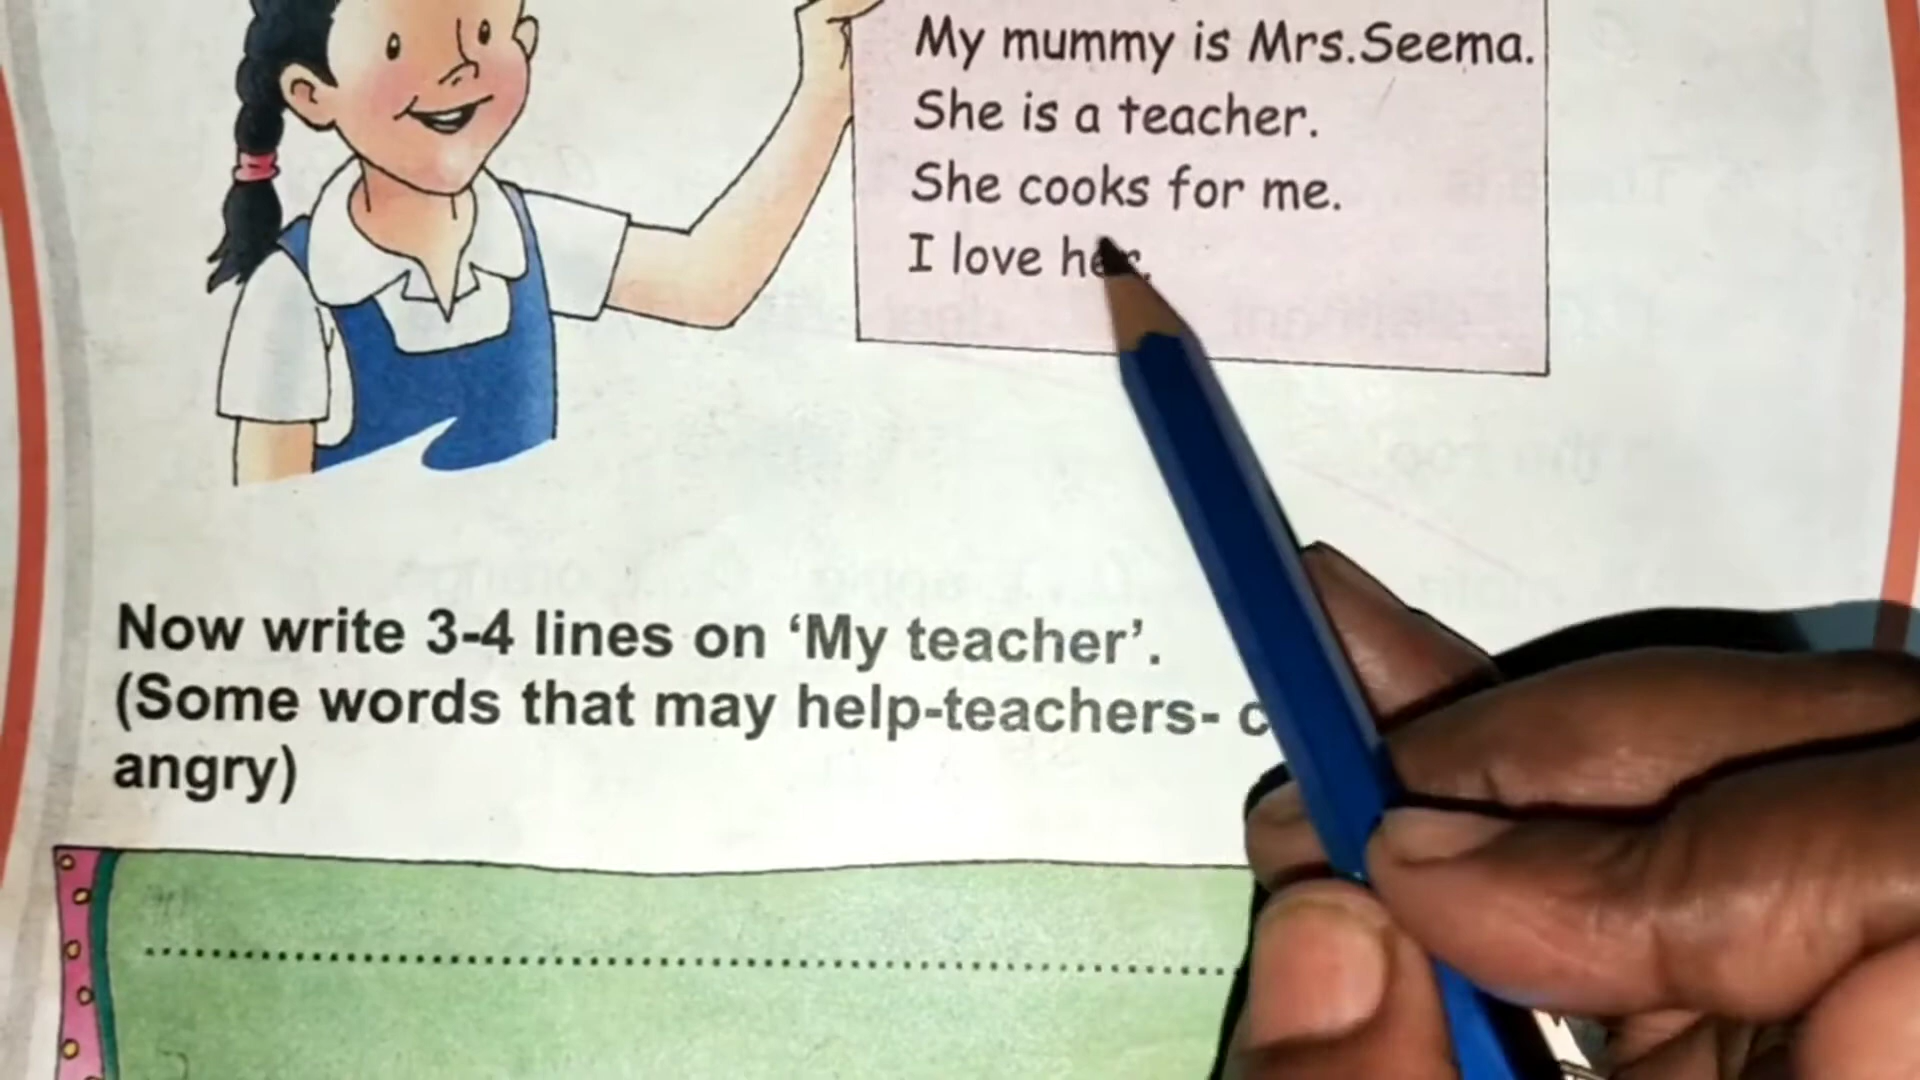 My mummy is Mrs.Seema.
She is a teacher.
She cooks for me.
I love her.
Now write 3-4 lines on ‘My teacher’.
(Some words that may help-teachers-
angry)